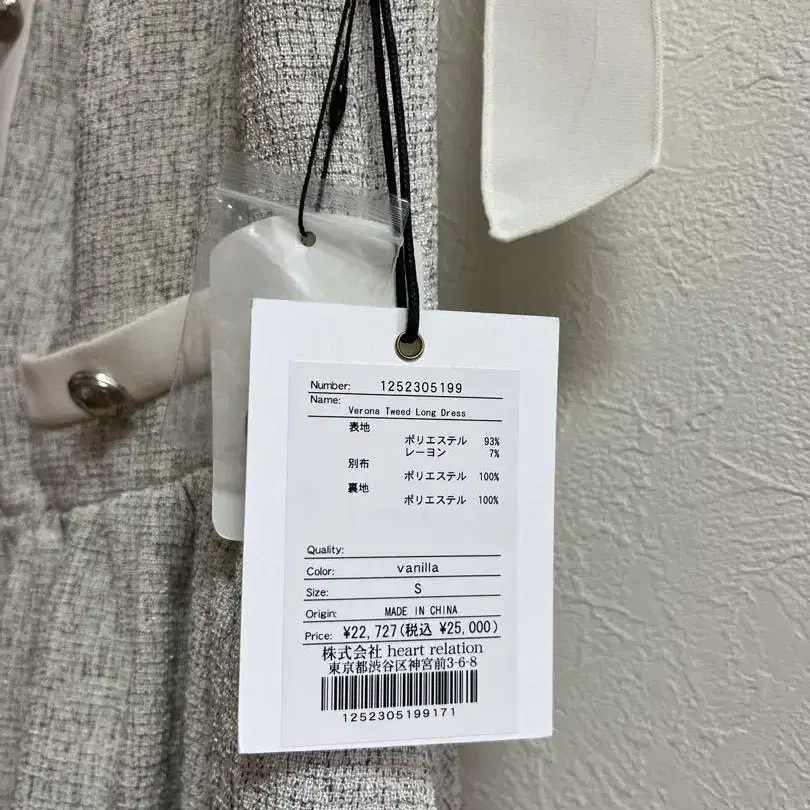 Number: 1252305199
Name:
Verona Tweed Long Dress
表地
ポリエステル 93%
レーヨン 7%
別布
ポリエステル 100%
裏地
ポリエステル 100%
Quality:
Color: vanilla
Size: S
Origin: MADE IN CHINA
Price: ¥22,727(税込 ¥25,000)
株式会社 heart relation
東京都渋谷区神宮前3-6-8
1252305199171